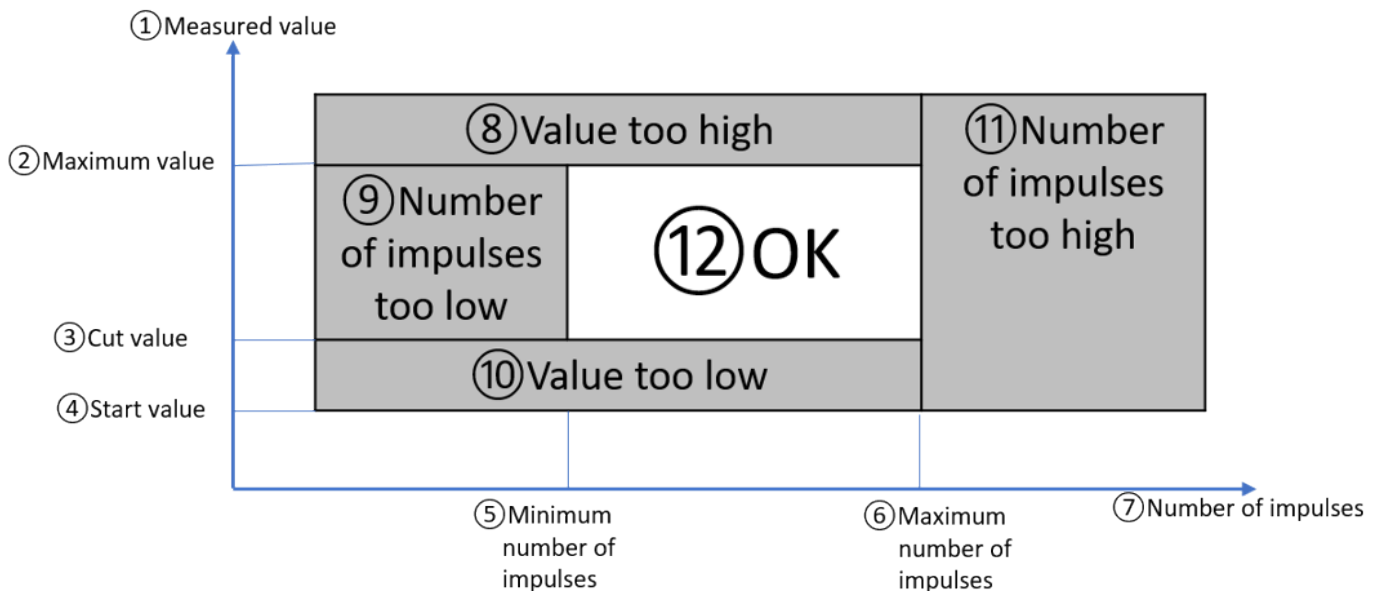 ①Measured value
⑧Value too high
⑪Number
of impulses
too high
②Maximum value
⑨Number
of impulses
too low
⑫OK
③Cut value
⑩Value too low
④Start value
⑤Minimum
number of
impulses
⑥Maximum
number of
impulses
⑦Number of impulses